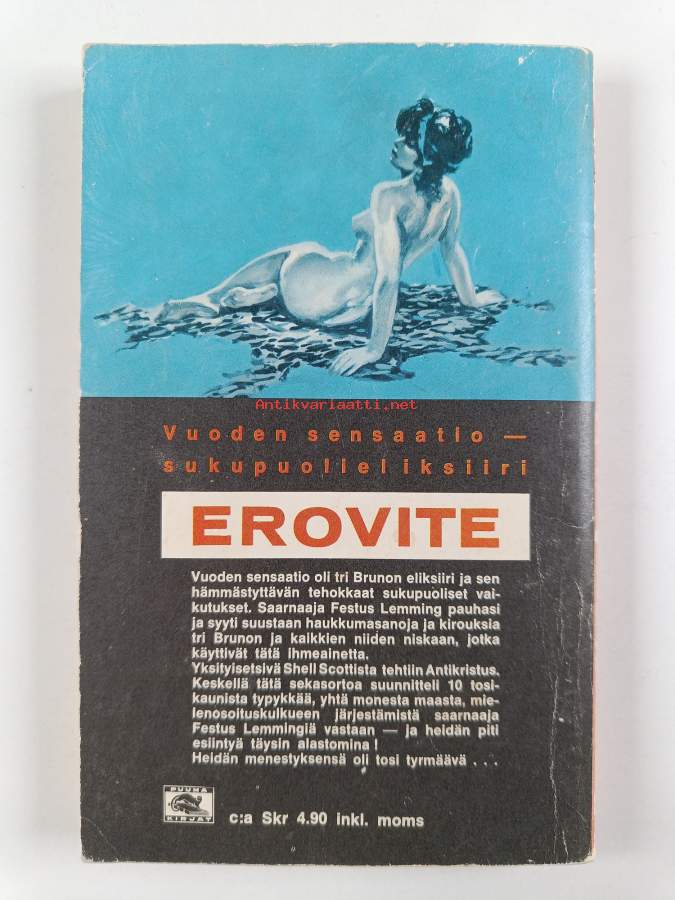 Antikvariaatti.net
Vuoden sensaatio —
sukupuolieliksiiri
EROVITE
Vuoden sensaatio oli tri Brunon eliksiiri ja sen
hämmästyttävän tehokkaat sukupuoliset vai-
kutukset. Saarnaaja Festus Lemming pauhasi
ja syyti suustaan haukkumasanoja ja kirouksia
tri Brunon ja kaikkien niiden niskaan, jotka
käyttivät tätä ihmeainetta.
Yksityisetsivä Shell Scottista tehtiin Antikristus.
Keskellä tätä sekasortoa suunnitteli 10 tosi-
kaunista typykkää, yhtä monesta maasta, mie-
lenosoituskulkueen järjestämistä saarnaaja
Festus Lemmingiä vastaan — ja heidän piti
esiintyä täysin alastomina !
Heidän menestyksensä oli tosi tyrmäävä . . .
PUUMA
KIRJAT
c:a Skr 4.90 inkl. moms